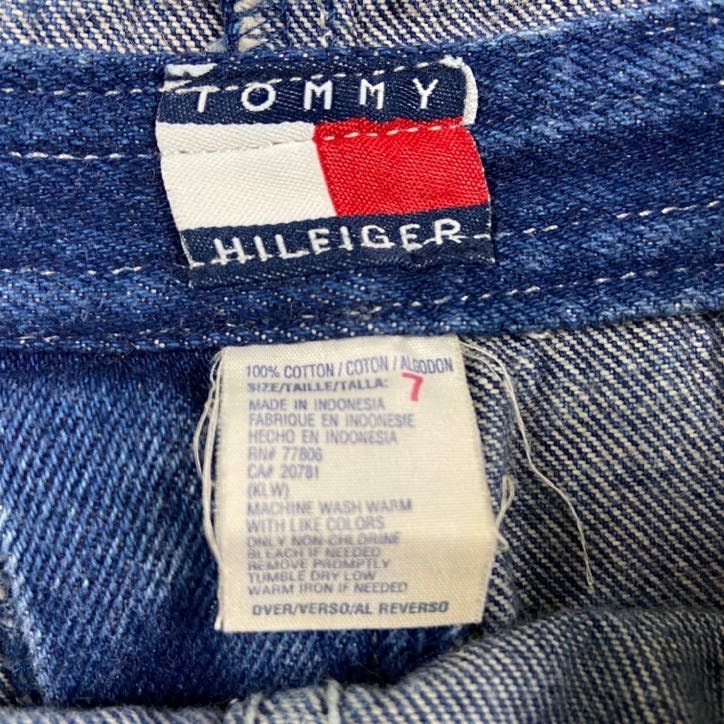 TOMMY
HILFIGER
100% COTTON / COTON / ALGODON
SIZE/TAILLE/TALLA: 7
MADE IN INDONESIA
FABRIQUE EN INDONESIE
HECHO EN INDONESIA
RN# 77806
CA# 20781
(KLW)
MACHINE WASH WARM
WITH LIKE COLORS
ONLY NON-CHLORINE
BLEACH IF NEEDED
REMOVE PROMPTLY
TUMBLE DRY LOW
WARM IRON IF NEEDED
OVER/VERSO/AL REVERSO